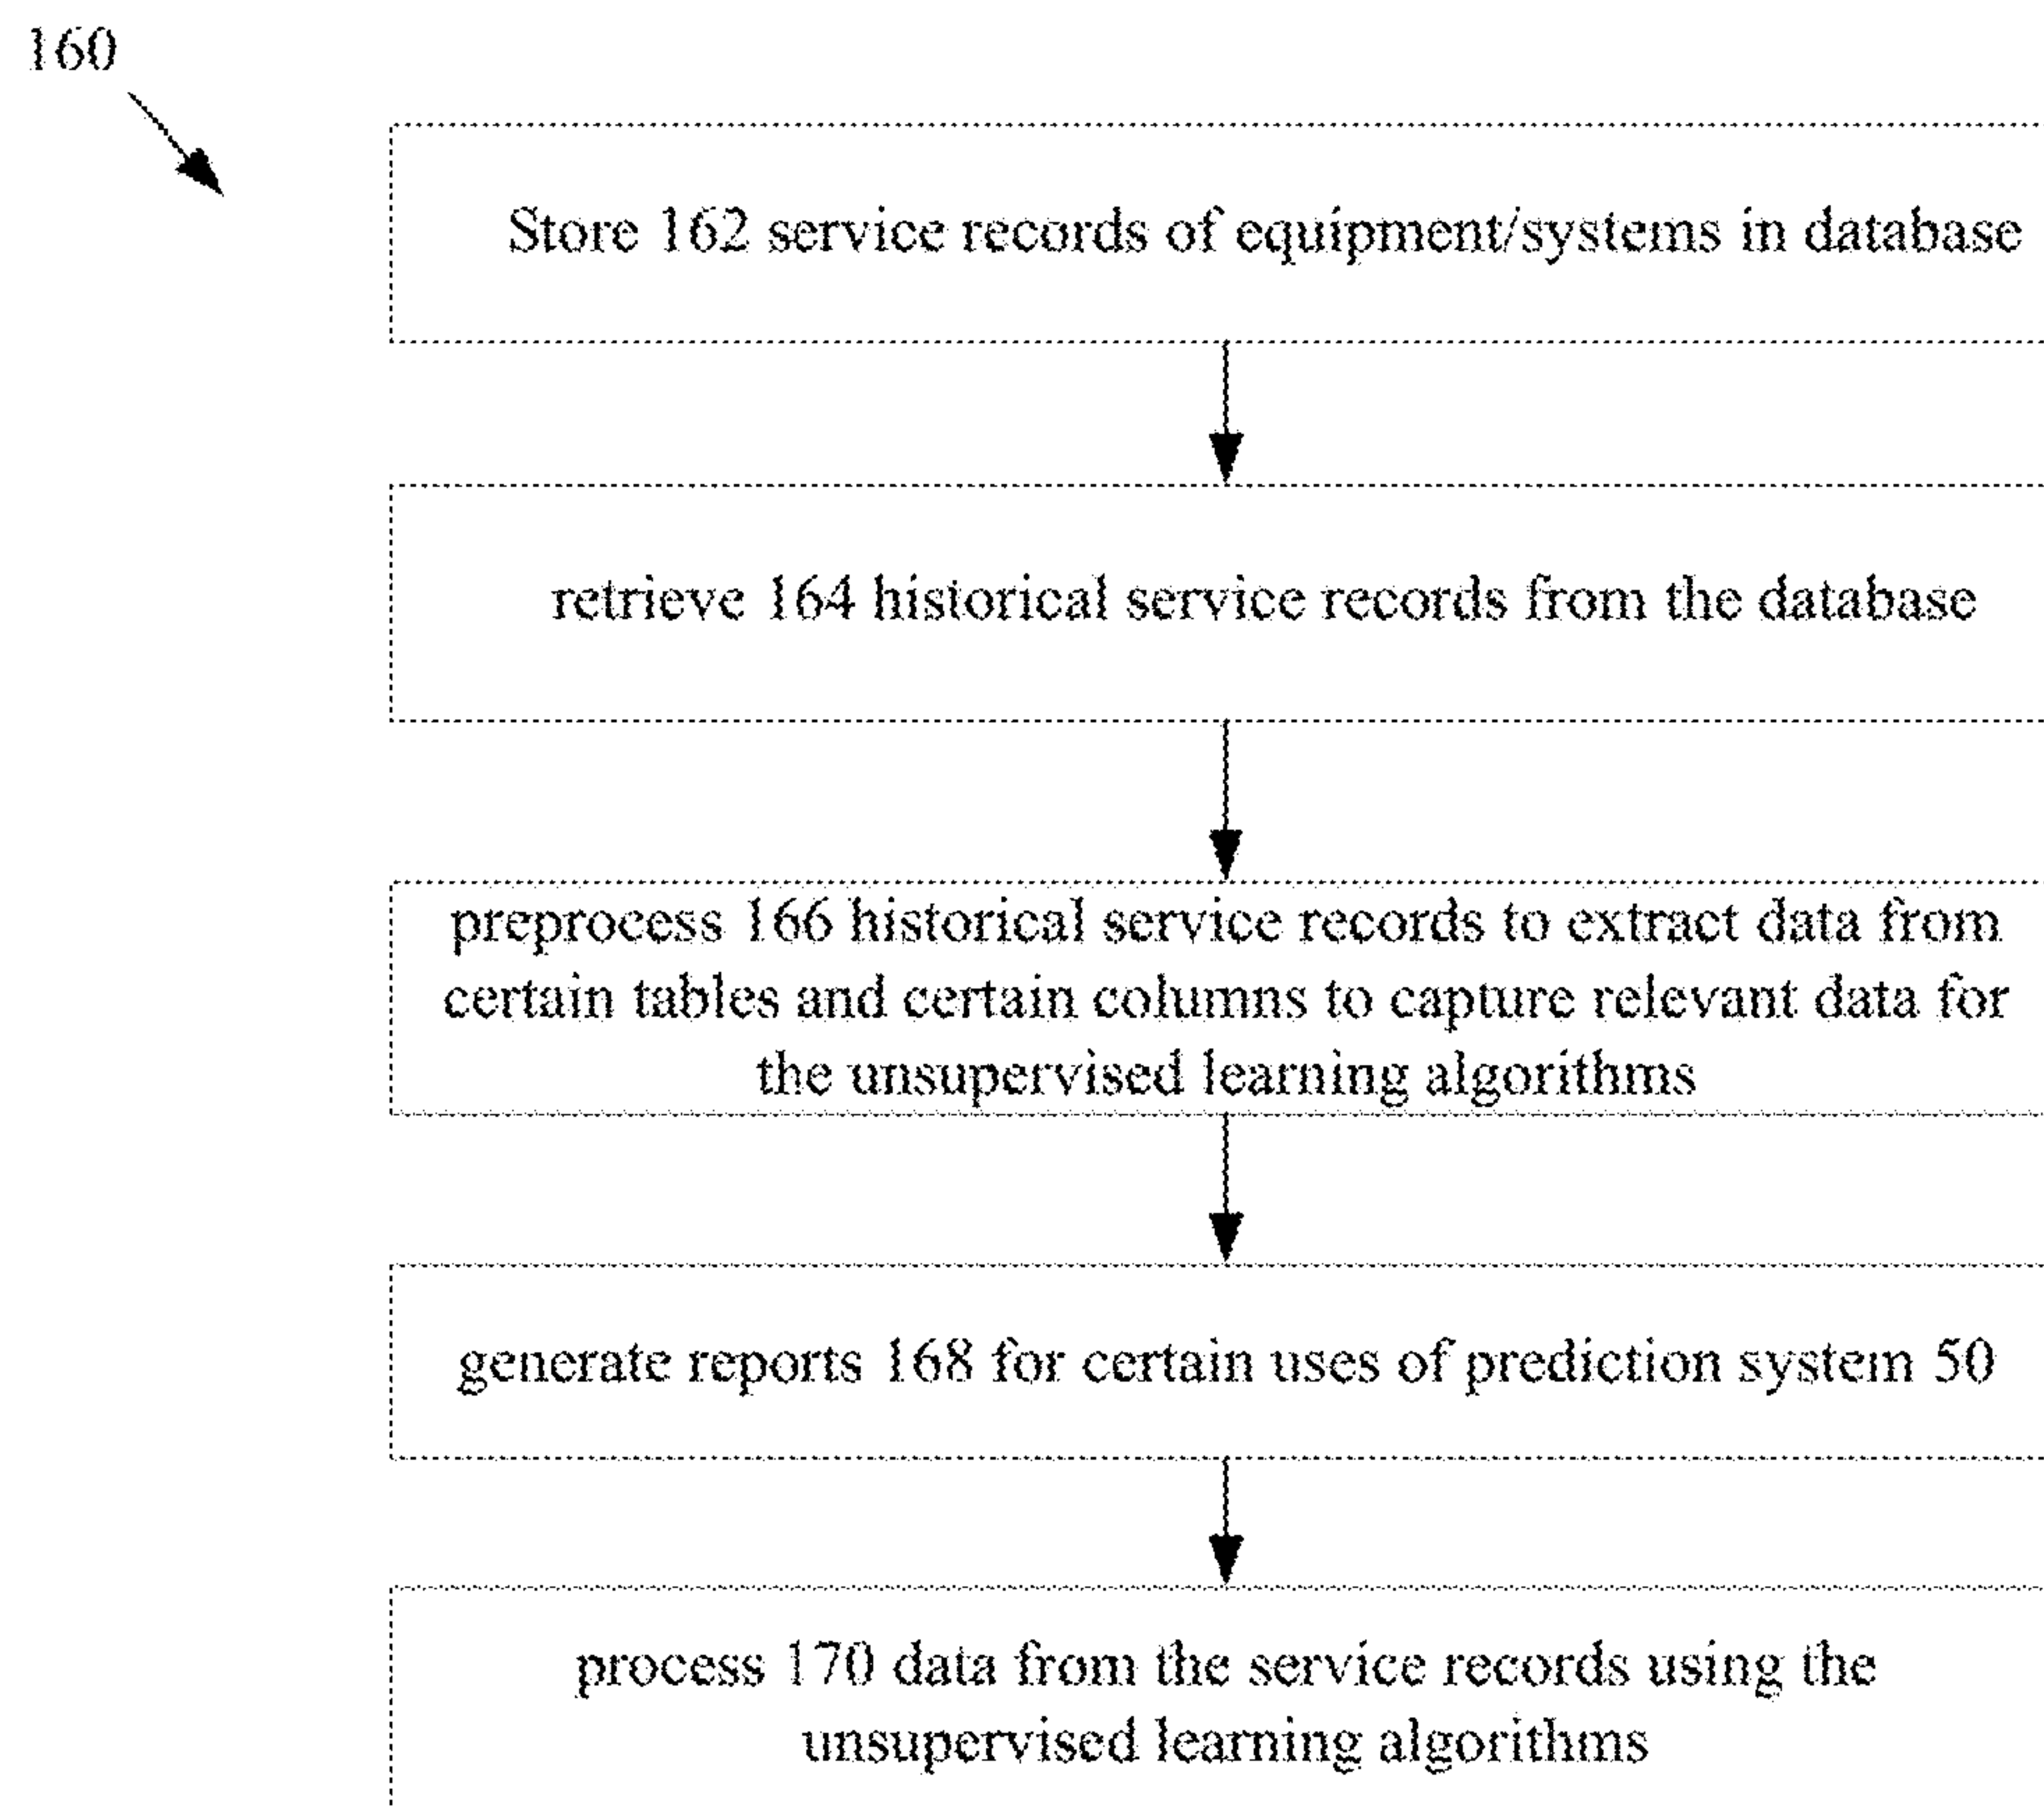 160
Store 162 service records of equipment/systems in database
retrieve 164 historical service records from the database
preprocess 166 historical service records to extract data from
certain tables and certain columns to capture relevant data for
the unsupervised learning algorithms
generate reports 168 for certain uses of prediction system 50
process 170 data from the service records using the
unsupervised learning algorithms